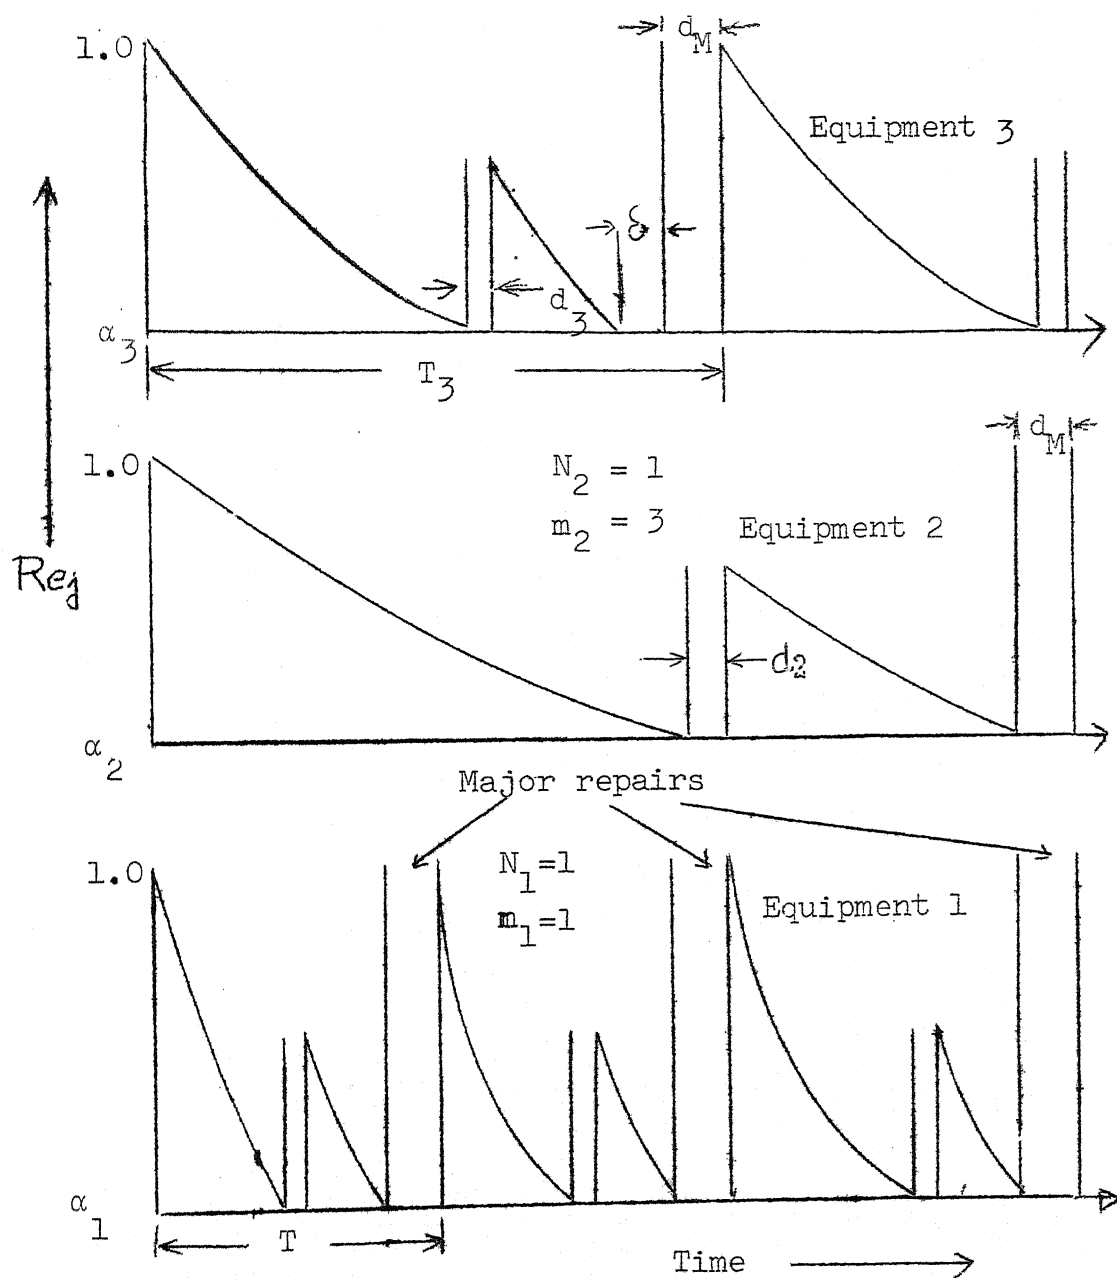 d_M
1.0
Equipment 3
δ
d_3
α_3
T_3
d_M
1.0
N_2 = 1
m_2 = 3
Equipment 2
Rej
d_2
α_2
Major repairs
1.0
N_1=1
m_1=1
Equipment 1
α_1
T
Time